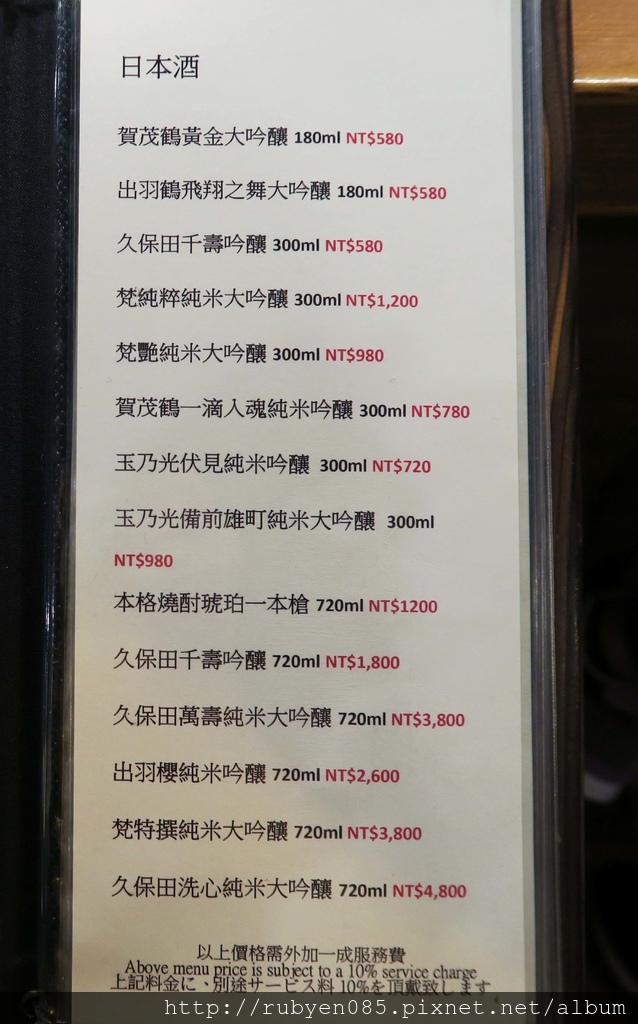 日本酒
賀茂鶴黃金大吟釀 180ml NT$580
出羽鶴飛翔之舞大吟釀 180ml NT$580
久保田千壽吟釀 300ml NT$580
梵純粹純米大吟釀 300ml NT$1,200
梵艷純米大吟釀 300ml NT$980
賀茂鶴一滴入魂純米吟釀 300ml NT$780
玉乃光伏見純米吟釀 300ml NT$720
玉乃光備前雄町純米大吟釀 300ml
NT$980
本格燒酎琥珀一本槍 720ml NT$1200
久保田千壽吟釀 720ml NT$1,800
久保田萬壽純米大吟釀 720ml NT$3,800
出羽櫻純米吟釀 720ml NT$2,600
梵特撰純米大吟釀 720ml NT$3,800
久保田洗心純米大吟釀 720ml NT$4,800
以上價格需外加一成服務費
Above menu price is subject to a 10% service charge
上記料金に、別途サービス料 10%を頂戴致します
http://rubyen085.pixnet.net/album